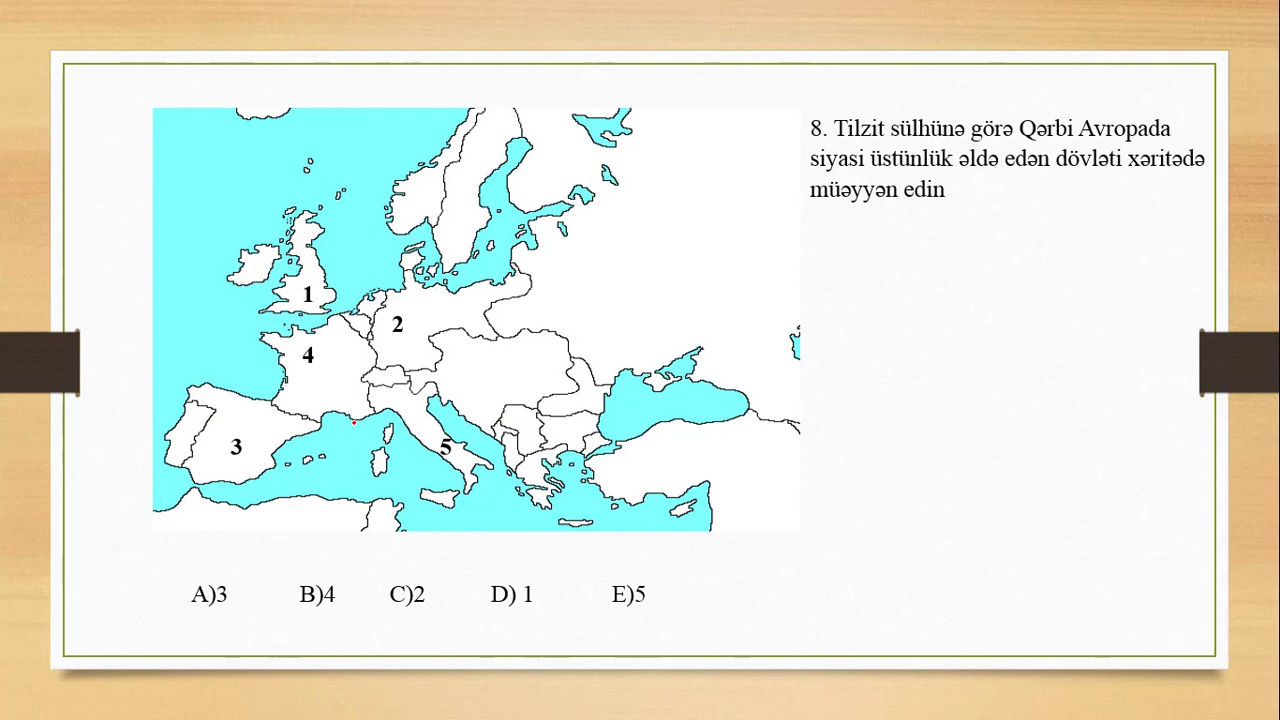 8. Tilzit sülhünə görə Qərbi Avropada
siyasi üstünlük əldə edən dövləti xəritədə
müəyyən edin
1
2
4
3
5
A)3 B)4 C)2 D) 1 E)5